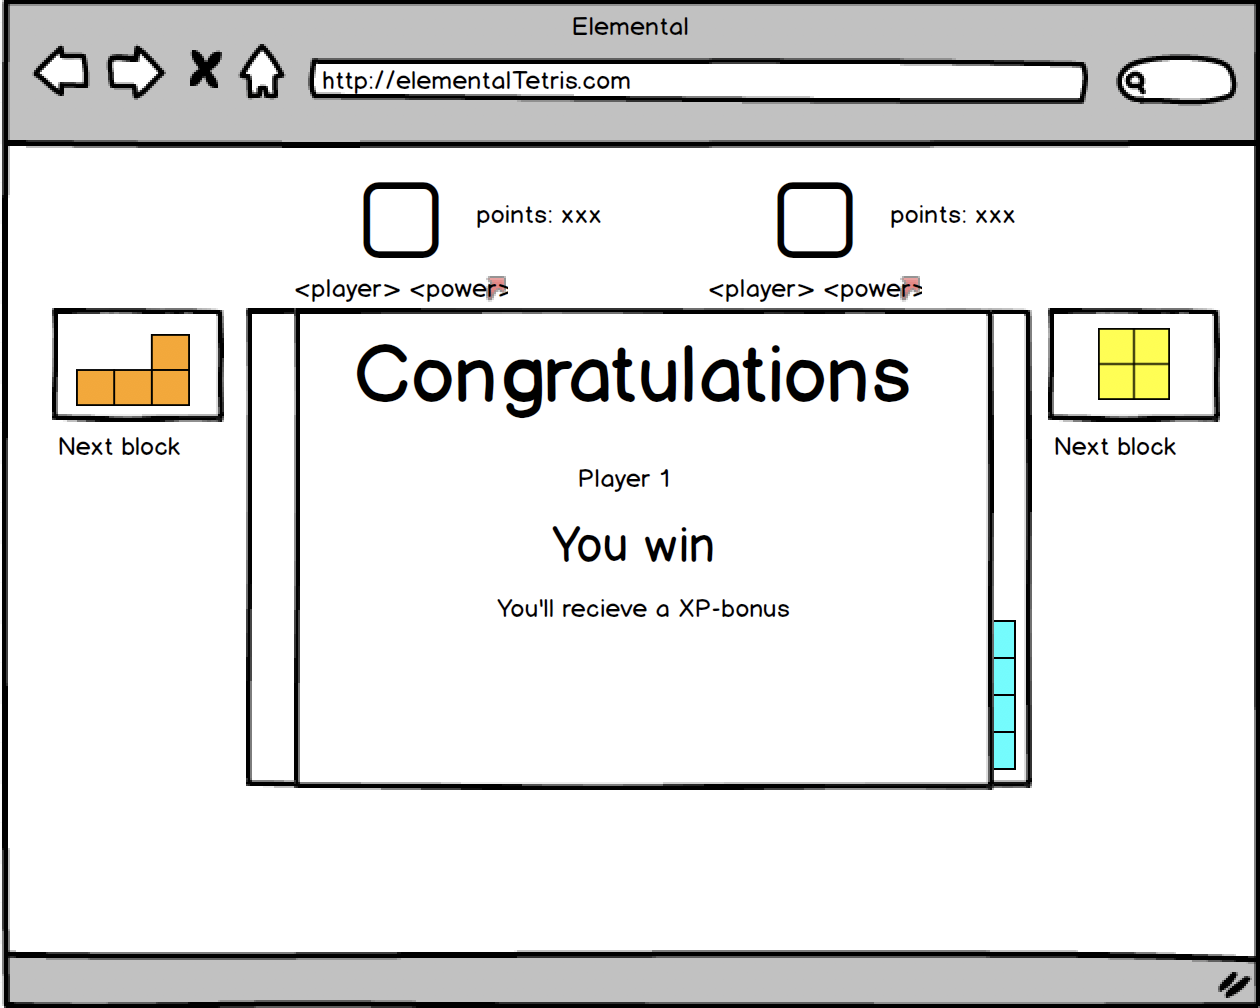 Elemental
http://elementalTetris.com
points: xxx
points: xxx
<player> <power>
<player> <power>
Congratulations
Next block
Next block
Player 1
You win
You'll recieve a XP-bonus